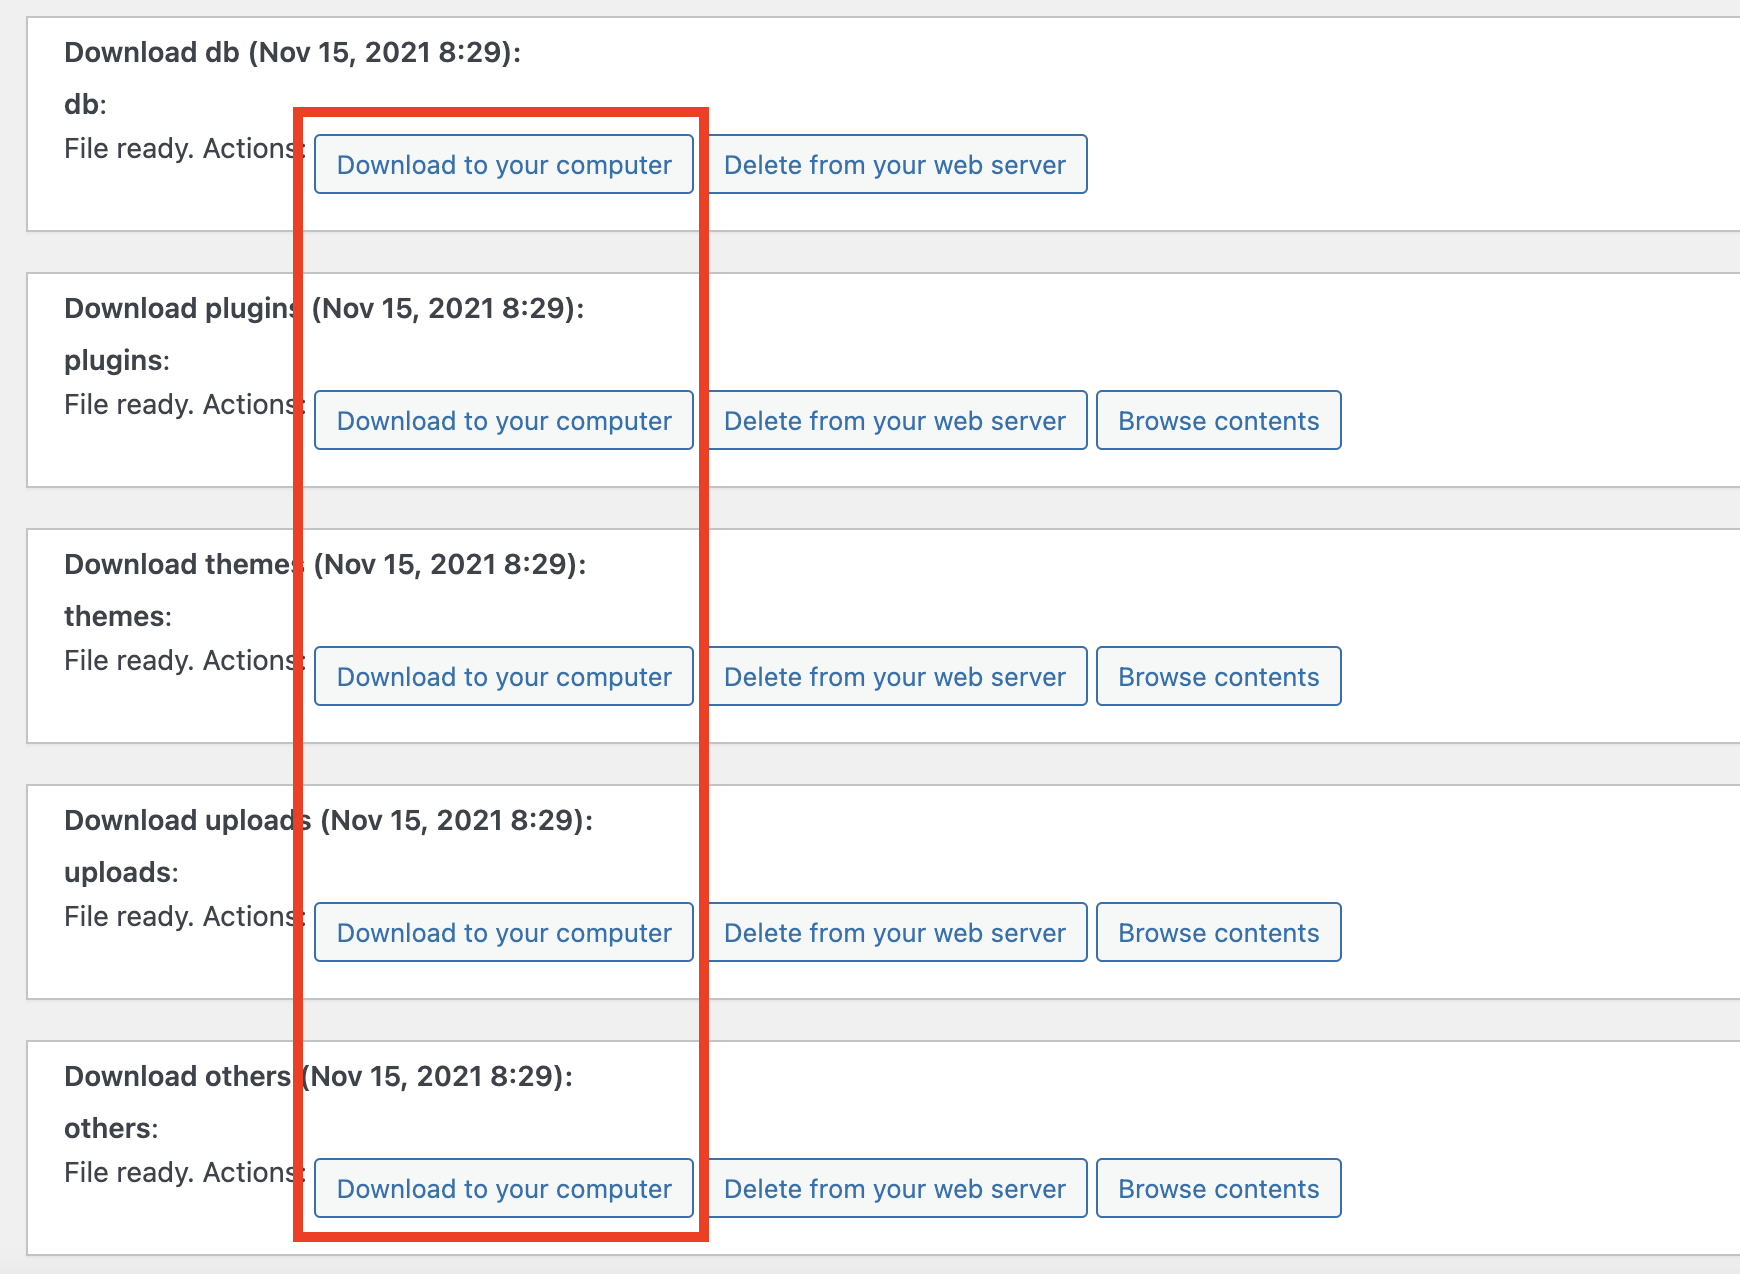 Download db (Nov 15, 2021 8:29):
db:
File ready. Actions: Download to your computer Delete from your web server
Download plugins (Nov 15, 2021 8:29):
plugins:
File ready. Actions: Download to your computer Delete from your web server Browse contents
Download themes (Nov 15, 2021 8:29):
themes:
File ready. Actions: Download to your computer Delete from your web server Browse contents
Download uploads (Nov 15, 2021 8:29):
uploads:
File ready. Actions: Download to your computer Delete from your web server Browse contents
Download others (Nov 15, 2021 8:29):
others:
File ready. Actions: Download to your computer Delete from your web server Browse contents